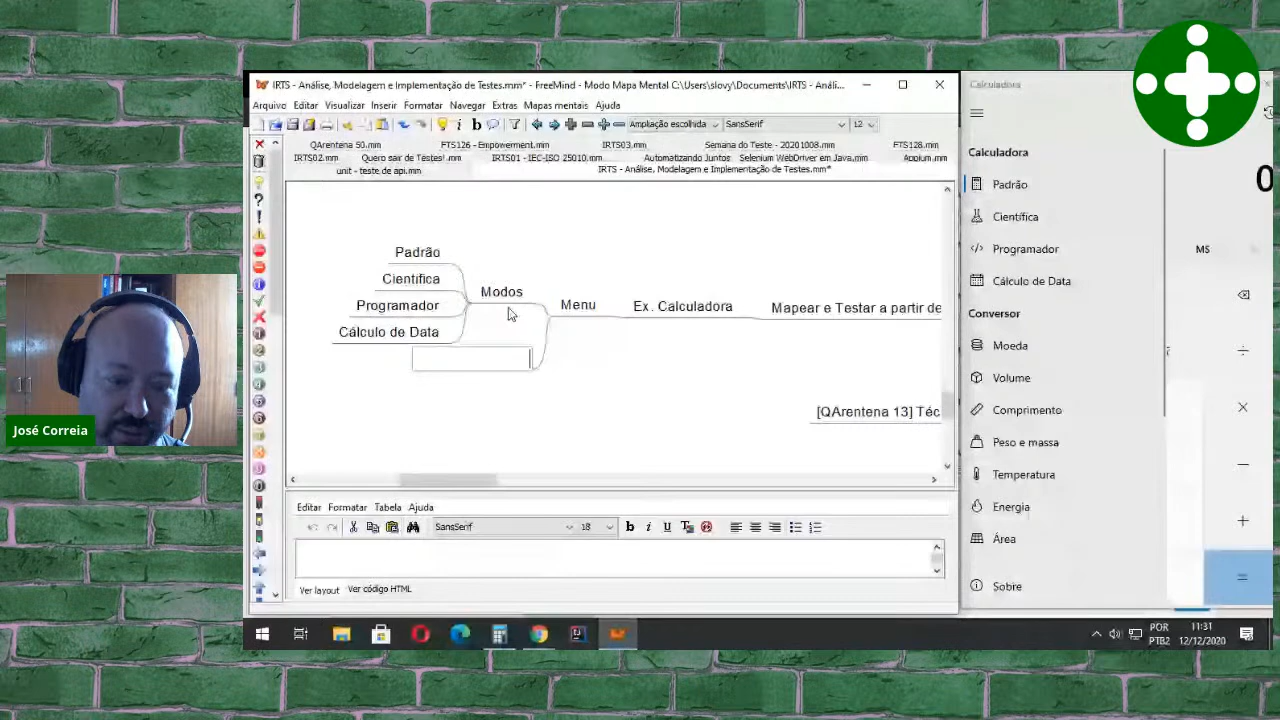 IRTS - Análise, Modelagem e Implementação de Testes.mm* - FreeMind - Modo Mapa Mental C:\Users\slovy\Documents\IRTS - Análi...
Arquivo Editar Visualizar Inserir Formatar Navegar Extras Mapas mentais Ajuda
Ampliação escolhida SansSerif 12
QArentena 50.mm FTS126 - Empowerment.mm IRTS03.mm Semana do Teste - 20201008.mm FTS128.mm
IRTS02.mm Quero sair de Testes!.mm IRTS01 - IEC-ISO 25010.mm Automatizando Juntos: Selenium WebDriver em Java.mm Appium.mm
unit - teste de api.mm IRTS - Análise, Modelagem e Implementação de Testes.mm*
Padrão
Científica
Programador
Cálculo de Data
Modos
Menu
Ex. Calculadora
Mapear e Testar a partir de
[QArentena 13] Téc
Editar Formatar Tabela Ajuda
SansSerif 18
Ver layout Ver código HTML
Calculadora
Calculadora
Padrão
Científica
Programador
Cálculo de Data
Conversor
Moeda
Volume
Comprimento
Peso e massa
Temperatura
Energia
Área
Sobre
0
MS
José Correia
POR
PTB2
11:31
12/12/2020